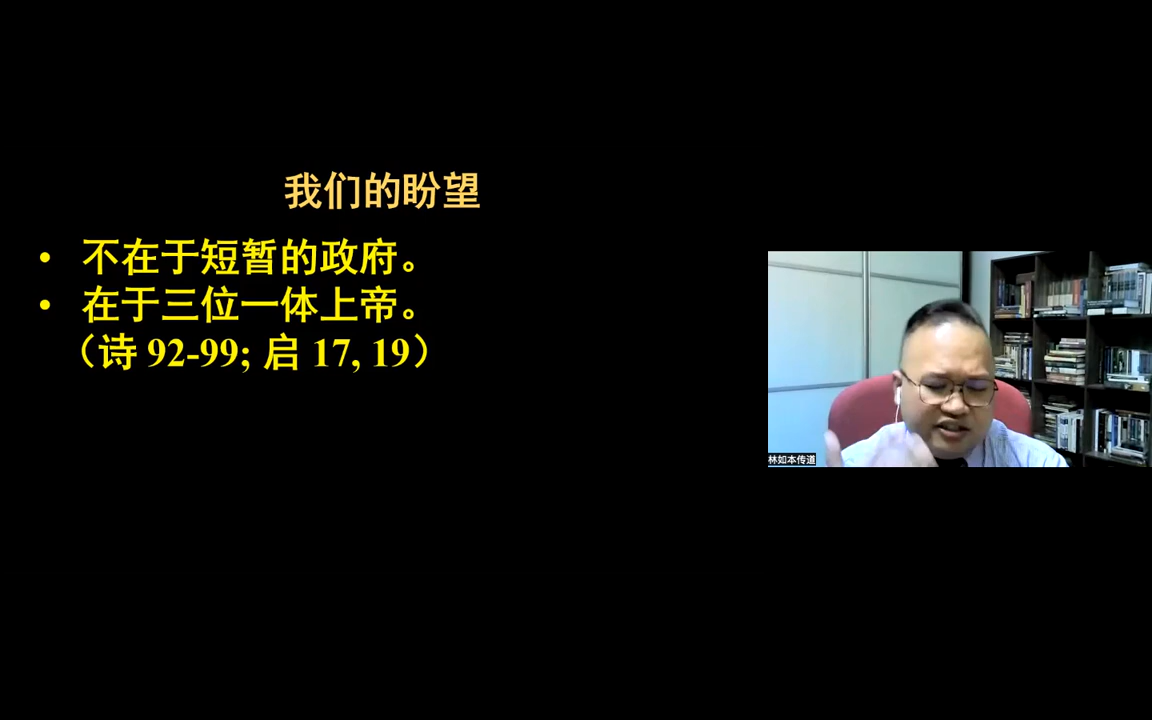 我们的盼望
• 不在于短暂的政府。
• 在于三位一体上帝。
（诗 92-99; 启 17, 19）
林如本传道